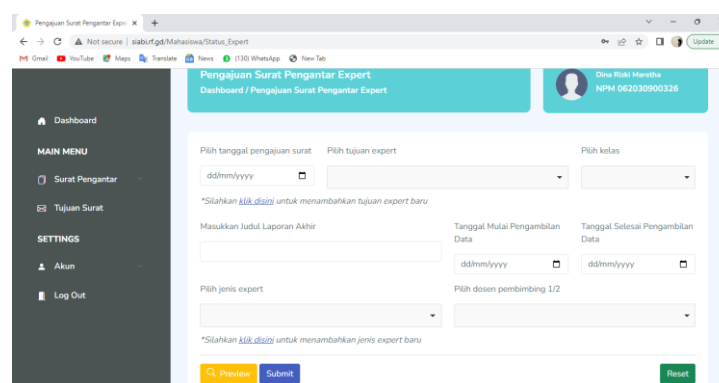 Pengajuan Surat Pengantar Exper
Not secure | siabi.rf.gd/Mahasiswa/Status_Expert
Update
Gmail YouTube Maps Translate News (130) WhatsApp New Tab
Pengajuan Surat Pengantar Expert
Dashboard / Pengajuan Surat Pengantar Expert
Dina Rizki Maretha
NPM 062030900326
Dashboard
MAIN MENU
Surat Pengantar
Tujuan Surat
SETTINGS
Akun
Log Out
Pilih tanggal pengajuan surat Pilih tujuan expert Pilih kelas
dd/mm/yyyy
*Silahkan klik disini untuk menambahkan tujuan expert baru
Masukkan Judul Laporan Akhir
Tanggal Mulai Pengambilan Data
Tanggal Selesai Pengambilan Data
dd/mm/yyyy dd/mm/yyyy
Pilih jenis expert Pilih dosen pembimbing 1/2
*Silahkan klik disini untuk menambahkan jenis expert baru
Preview Submit Reset